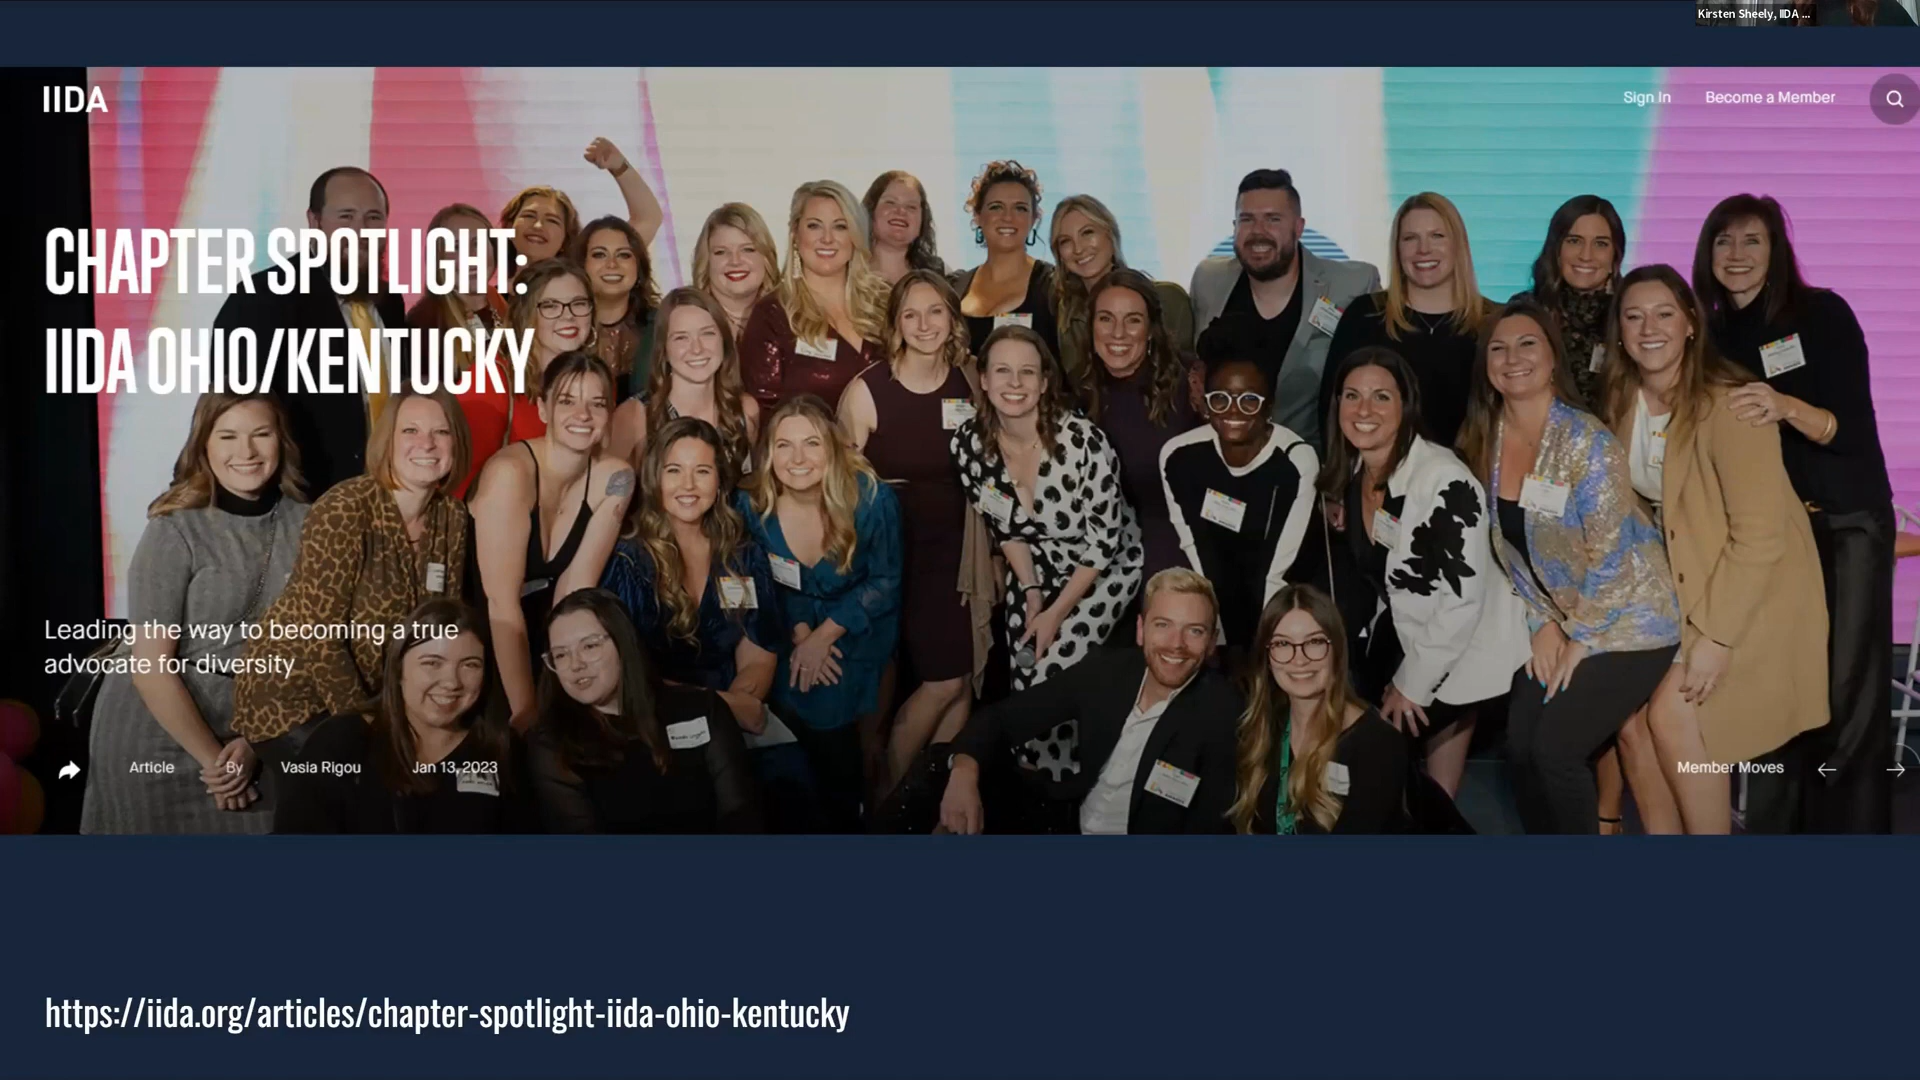 Kirsten Sheely, IIDA ...
IIDA
Sign In
Become a Member
CHAPTER SPOTLIGHT:
IIDA OHIO/KENTUCKY
Leading the way to becoming a true
advocate for diversity
Article
By
Vasia Rigou
Jan 13, 2023
Member Moves
https://iida.org/articles/chapter-spotlight-iida-ohio-kentucky